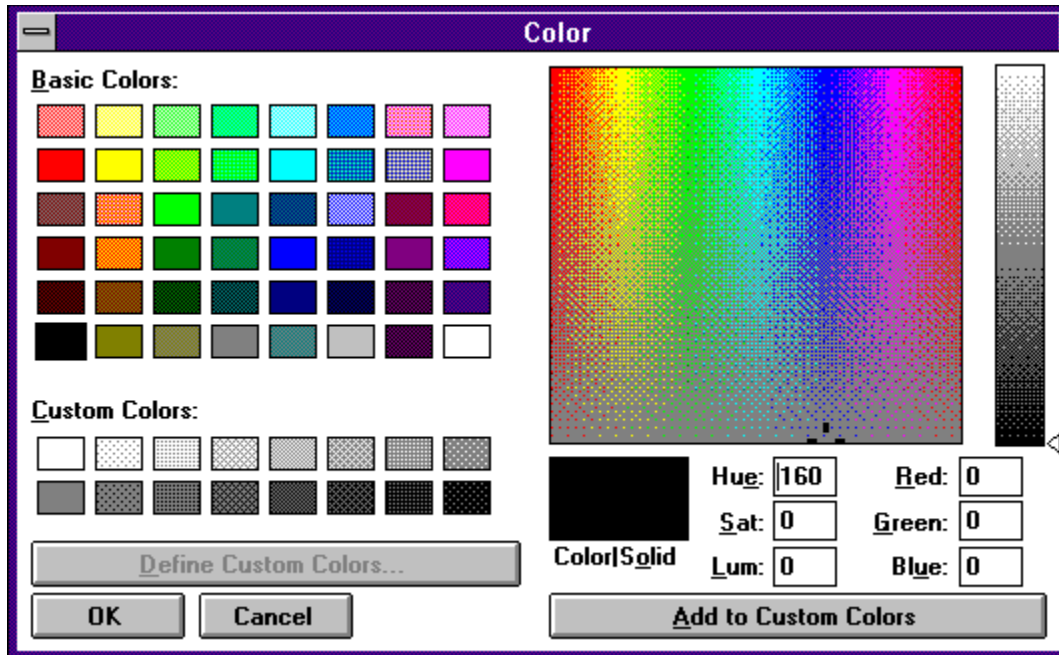 Color
Basic Colors:
Custom Colors:
Define Custom Colors...
OK
Cancel
Color|Solid
Hue: 160
Sat: 0
Lum: 0
Red: 0
Green: 0
Blue: 0
Add to Custom Colors